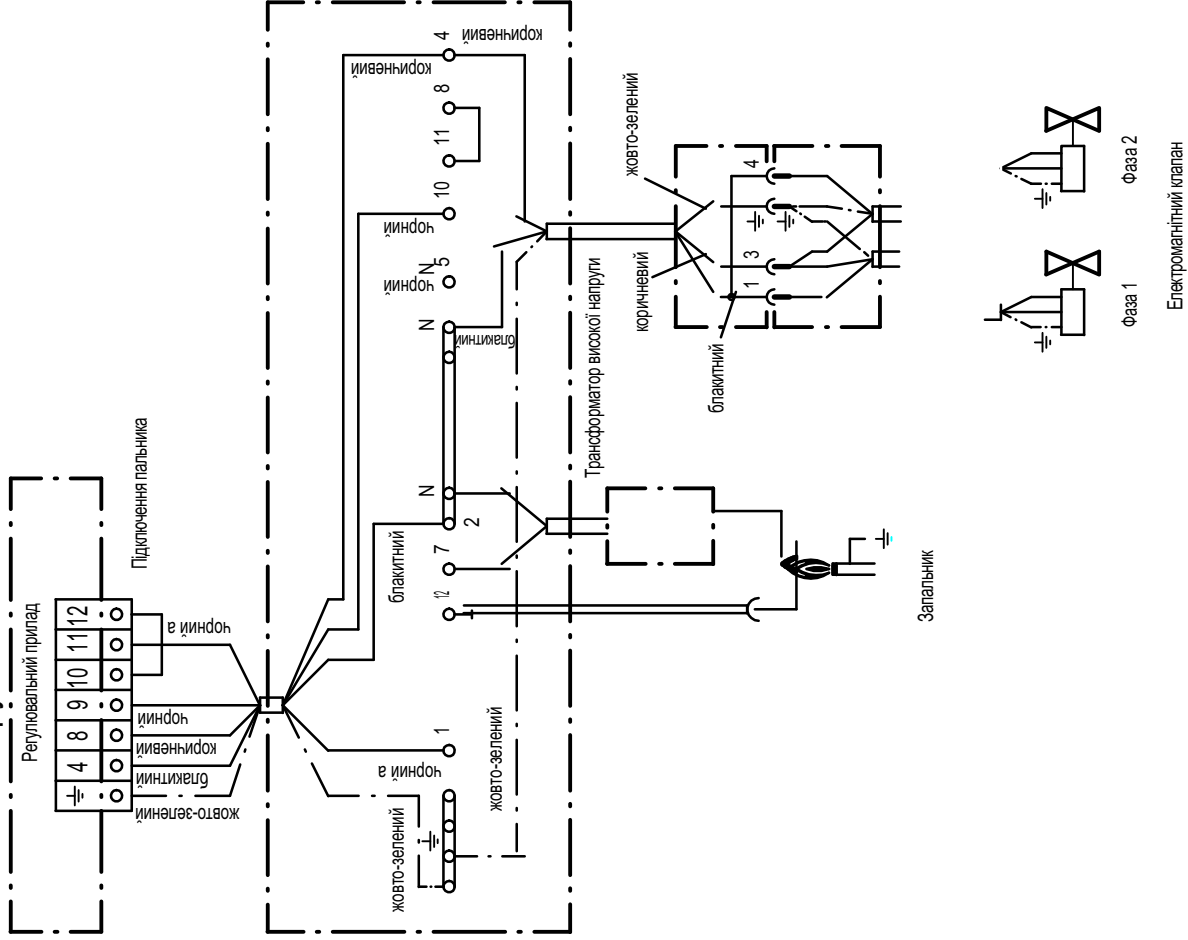 Регулювальний прилад
12
11
10
9
8
4
Підключення пальника
чорний а
чорний
коричневий
блакитний
жовто-зелений
коричневий
4
коричневий
8
11
10
чорний
N
5
чорний
N
блакитний
N
2
блакитний
7
12
1
чорний а
жовто-зелений
жовто-зелений
Трансформатор високої напруги
жовто-зелений
коричневий
блакитний
4
3
1
Запальник
Фаза 1
Фаза 2
Електромагнітний клапан